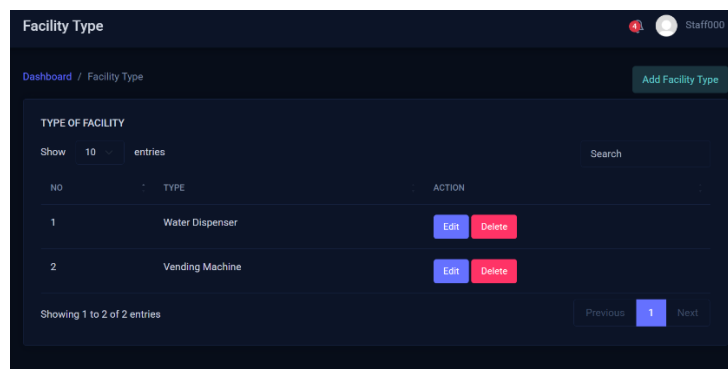 Facility Type
4
Staff000
Dashboard / Facility Type
Add Facility Type
TYPE OF FACILITY
Show 10 entries
Search
NO TYPE ACTION
1 Water Dispenser Edit Delete
2 Vending Machine Edit Delete
Showing 1 to 2 of 2 entries
Previous 1 Next